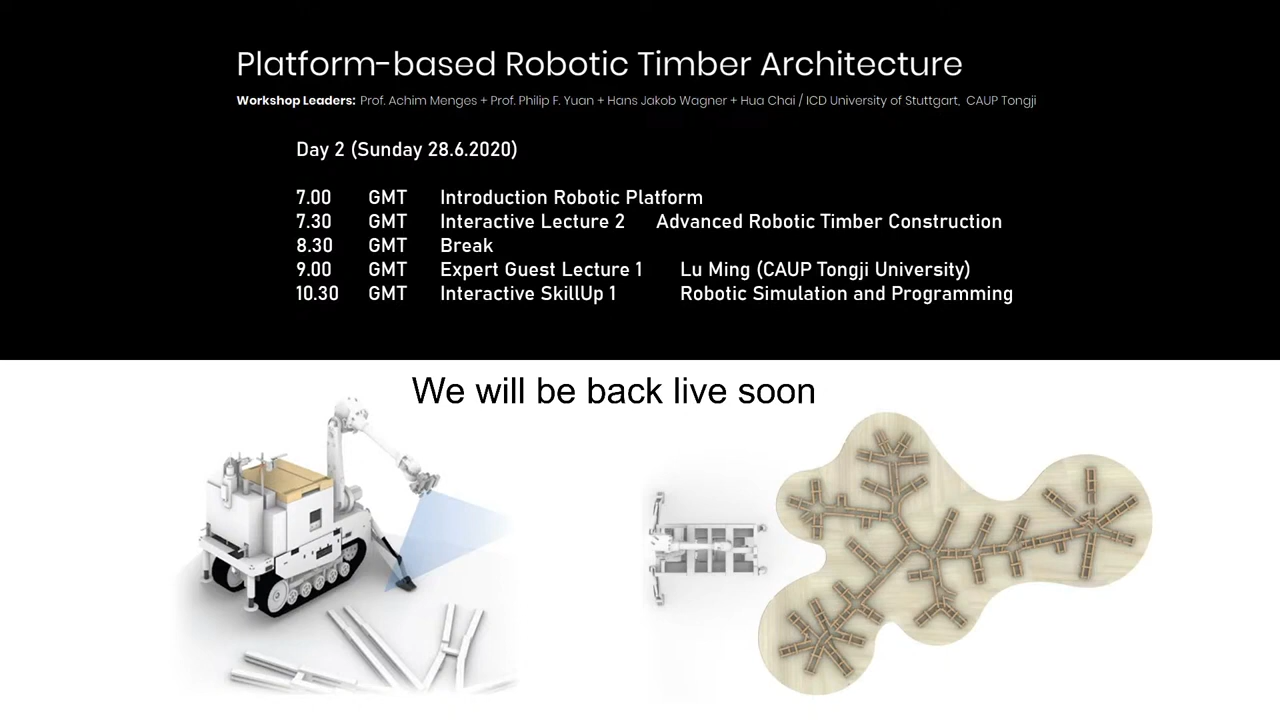 Platform-based Robotic Timber Architecture
Workshop Leaders: Prof. Achim Menges + Prof. Philip F. Yuan + Hans Jakob Wagner + Hua Chai / ICD University of Stuttgart, CAUP Tongji
Day 2 (Sunday 28.6.2020)
7.00 GMT Introduction Robotic Platform
7.30 GMT Interactive Lecture 2 Advanced Robotic Timber Construction
8.30 GMT Break
9.00 GMT Expert Guest Lecture 1 Lu Ming (CAUP Tongji University)
10.30 GMT Interactive SkillUp 1 Robotic Simulation and Programming
We will be back live soon